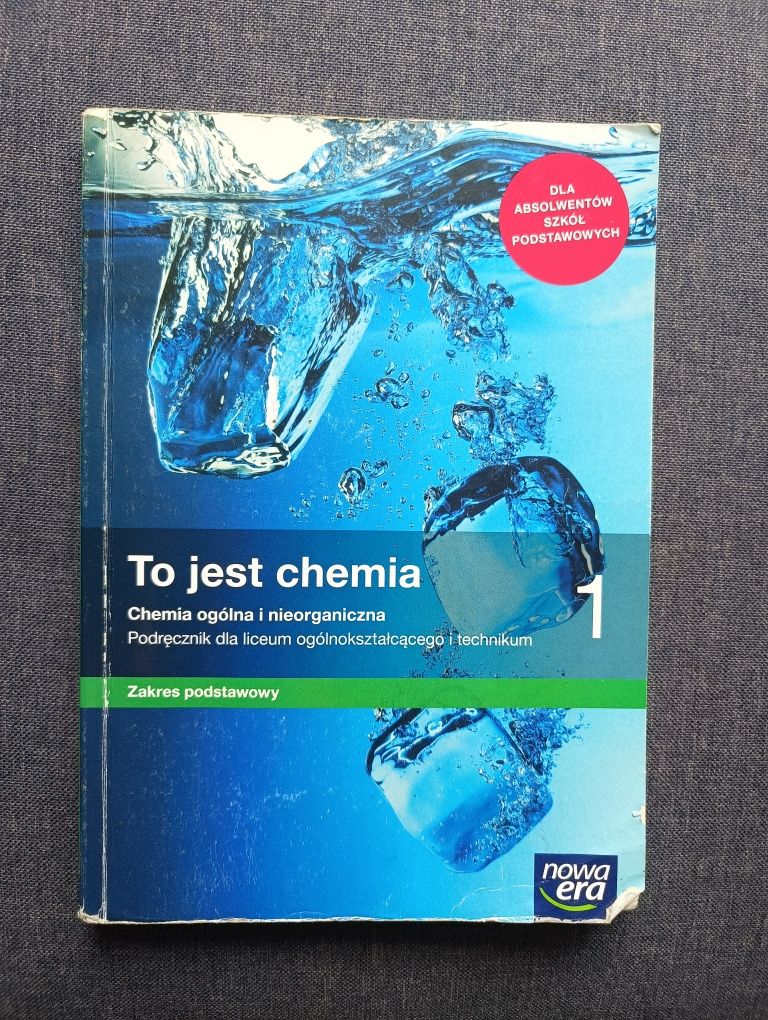 DLA
ABSOLWENTÓW
SZKÓŁ
PODSTAWOWYCH
To jest chemia
1
Chemia ogólna i nieorganiczna
Podręcznik dla liceum ogólnokształcącego i technikum
Zakres podstawowy
nowa
era